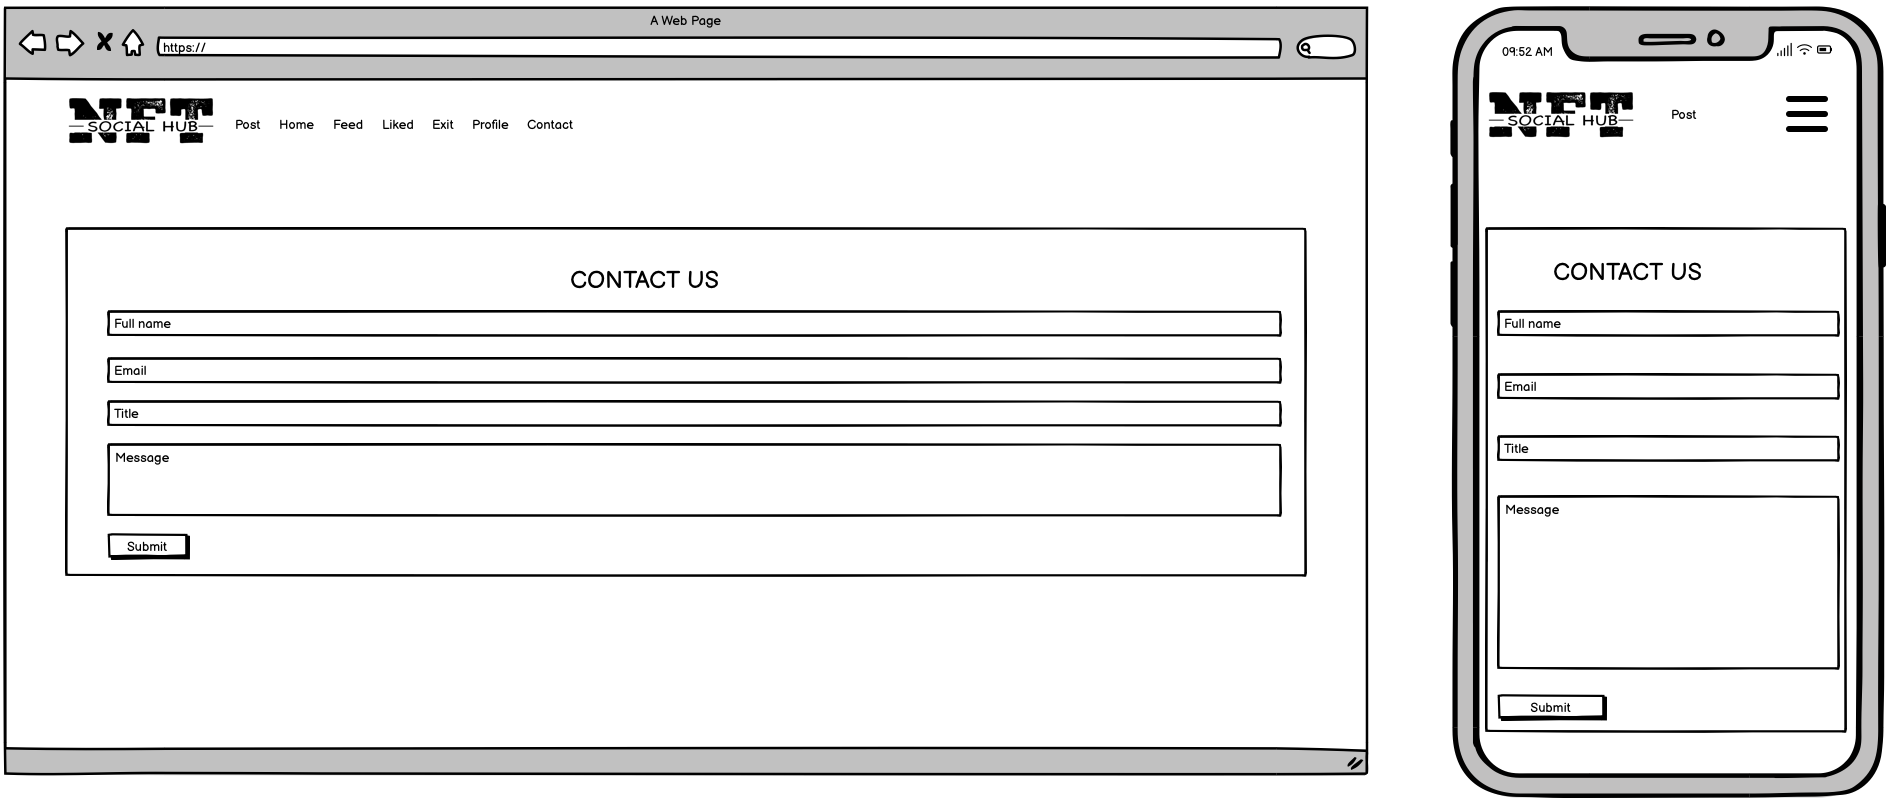 A Web Page
https://
NFT
SOCIAL HUB
Post Home Feed Liked Exit Profile Contact
CONTACT US
Full name
Email
Title
Message
Submit
09:52 AM
NFT
SOCIAL HUB
Post
CONTACT US
Full name
Email
Title
Message
Submit